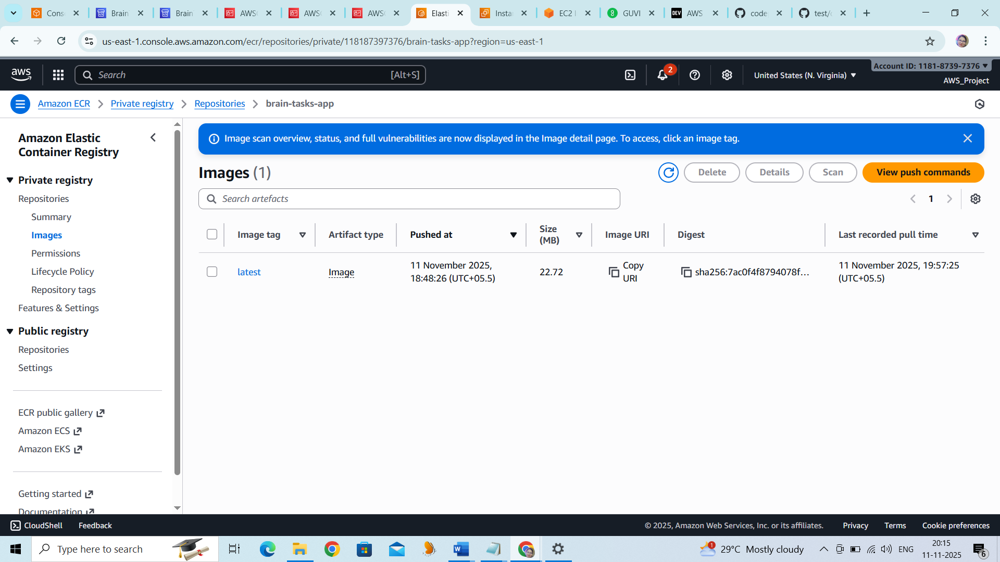 Cons
Brain
Brain
AWS
AWS
AWS
Elasti
Instar
EC2
GUVI
DEV
AWS
code
test/
us-east-1.console.aws.amazon.com/ecr/repositories/private/118187397376/brain-tasks-app?region=us-east-1
aws
Search
[Alt+S]
2
United States (N. Virginia)
Account ID: 1181-8739-7376
AWS_Project
Amazon ECR
Private registry
Repositories
brain-tasks-app
Amazon Elastic
Container Registry
Private registry
Repositories
Summary
Images
Permissions
Lifecycle Policy
Repository tags
Features & Settings
Public registry
Repositories
Settings
ECR public gallery
Amazon ECS
Amazon EKS
Getting started
Documentation
Image scan overview, status, and full vulnerabilities are now displayed in the Image detail page. To access, click an image tag.
Images (1)
Delete
Details
Scan
View push commands
Search artefacts
1
Image tag
Artifact type
Pushed at
Size
(MB)
Image URI
Digest
Last recorded pull time
latest
Image
11 November 2025,
18:48:26 (UTC+05.5)
22.72
Copy
URI
sha256:7ac0f4f8794078f...
11 November 2025, 19:57:25
(UTC+05.5)
CloudShell
Feedback
© 2025, Amazon Web Services, Inc. or its affiliates.
Privacy
Terms
Cookie preferences
Type here to search
1
29°C Mostly cloudy
ENG
20:15
11-11-2025
6